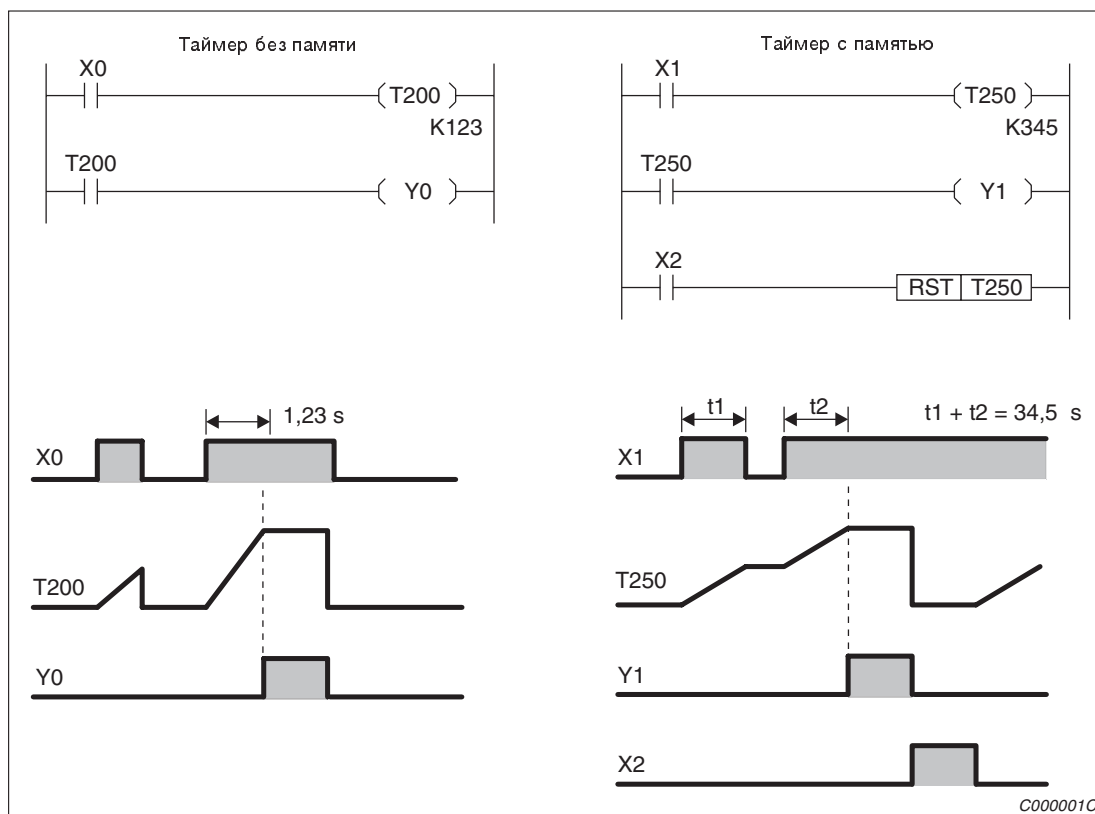 Таймер без памяти
X0
T200
K123
T200
Y0
Таймер с памятью
X1
T250
K345
T250
Y1
X2
RST T250
1,23 s
X0
T200
Y0
t1
t2
t1 + t2 = 34,5 s
X1
T250
Y1
X2
C000001C